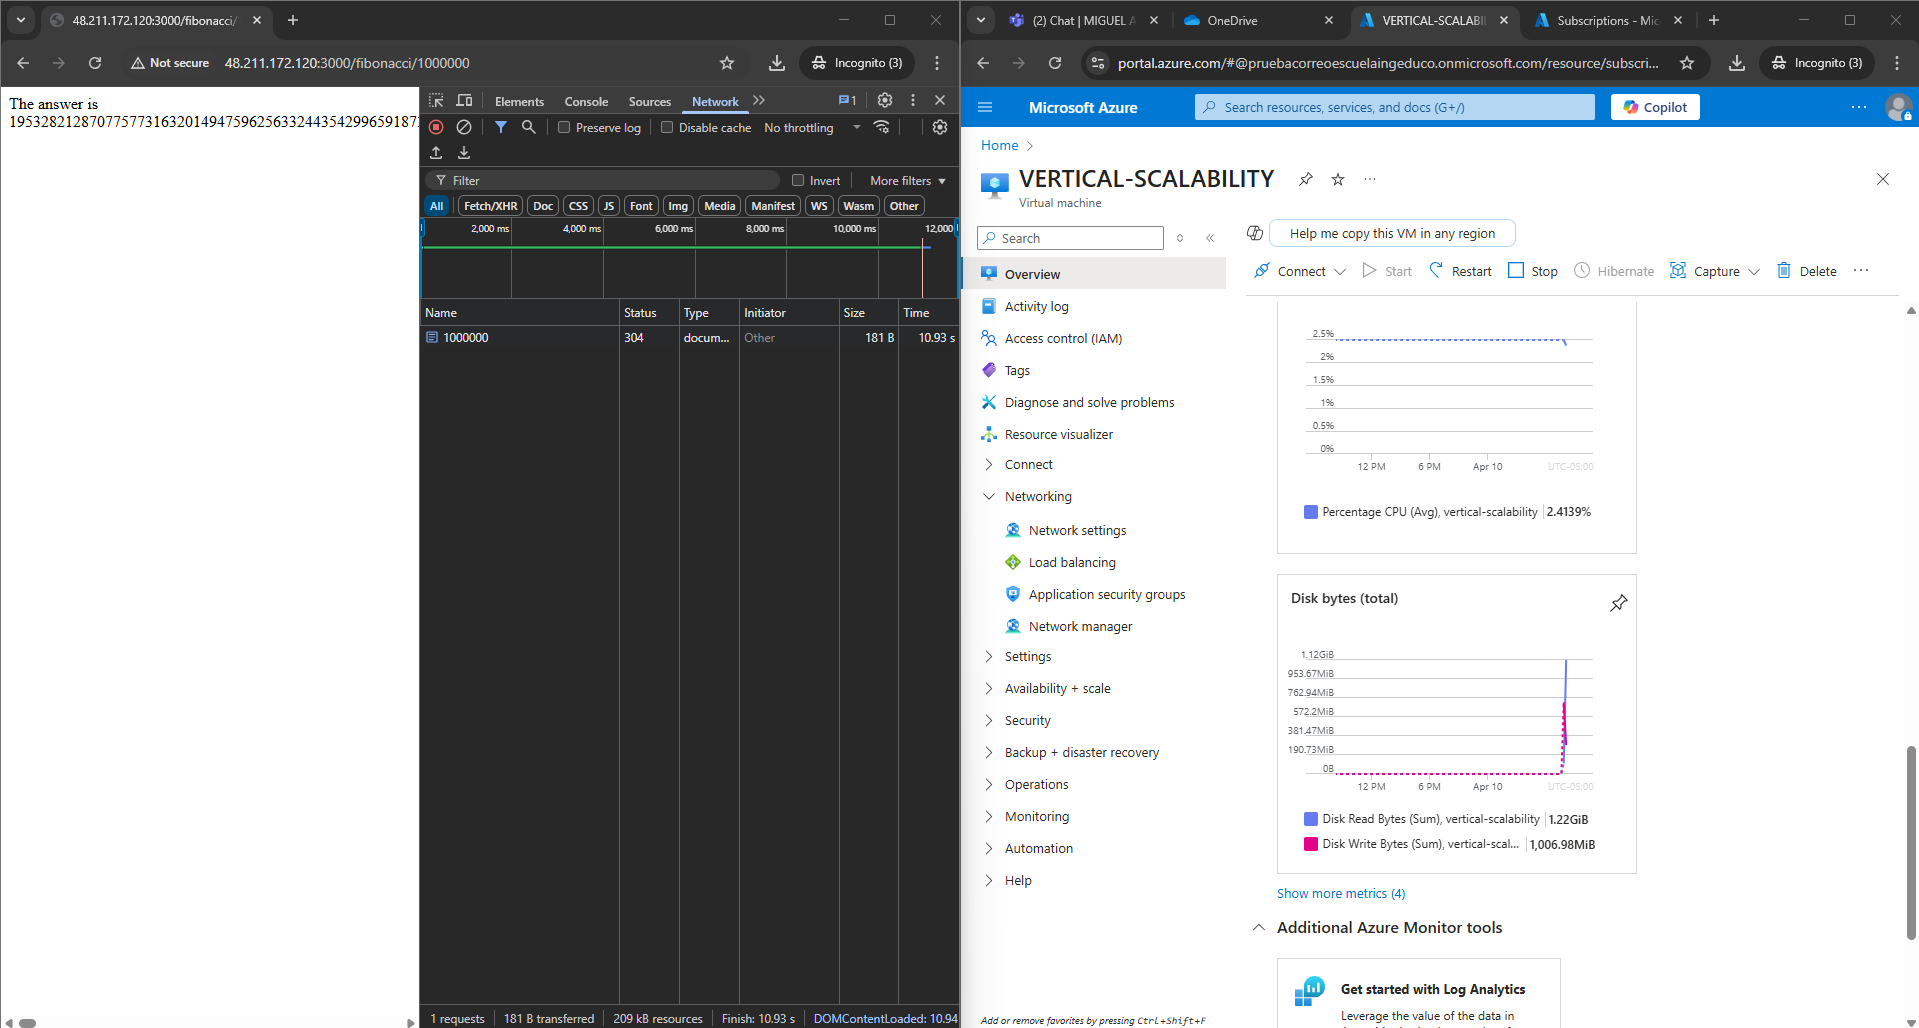 48.211.172.120:3000/fibonacci/
Not secure
48.211.172.120:3000/fibonacci/1000000
Incognito (3)
The answer is
Elements
Console
Sources
Network
1
Preserve log
Disable cache
No throttling
Filter
Invert
More filters
All
Fetch/XHR
Doc
CSS
JS
Font
Img
Media
Manifest
WS
Wasm
Other
2,000 ms
4,000 ms
6,000 ms
8,000 ms
10,000 ms
12,000
Name
Status
Type
Initiator
Size
Time
1000000
304
docum...
Other
181 B
10.93 s
1 requests
181 B transferred
209 kB resources
Finish: 10.93 s
DOMContentLoaded: 10.94
(2) Chat | MIGUEL A
OneDrive
VERTICAL-SCALABIL
Subscriptions - Mic
portal.azure.com/#@pruebacorreoescuelaingeduco.onmicrosoft.com/resource/subscri...
Incognito (3)
Microsoft Azure
Search resources, services, and docs (G+/)
Copilot
Home
VERTICAL-SCALABILITY
Virtual machine
Search
Overview
Activity log
Access control (IAM)
Tags
Diagnose and solve problems
Resource visualizer
Connect
Networking
Network settings
Load balancing
Application security groups
Network manager
Settings
Availability + scale
Security
Backup + disaster recovery
Operations
Monitoring
Automation
Help
Add or remove favorites by pressing Ctrl+Shift+F
Help me copy this VM in any region
Connect
Start
Restart
Stop
Hibernate
Capture
Delete
2.5%
2%
1.5%
1%
0.5%
0%
12 PM
6 PM
Apr 10
UTC-05:00
Percentage CPU (Avg), vertical-scalability
2.4139%
Disk bytes (total)
1.12GiB
953.67MiB
762.94MiB
572.2MiB
381.47MiB
190.73MiB
0B
12 PM
6 PM
Apr 10
UTC-05:00
Disk Read Bytes (Sum), vertical-scalability
1.22GiB
Disk Write Bytes (Sum), vertical-scal...
1,006.98MiB
Show more metrics (4)
Additional Azure Monitor tools
Get started with Log Analytics
Leverage the value of the data in